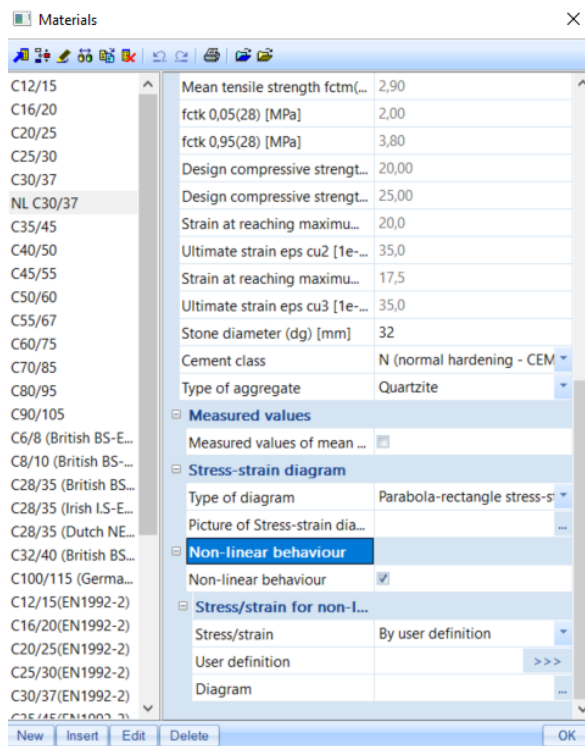 Materials
C12/15
C16/20
C20/25
C25/30
C30/37
NL C30/37
C35/45
C40/50
C45/55
C50/60
C55/67
C60/75
C70/85
C80/95
C90/105
C6/8 (British BS-E...
C8/10 (British BS-...
C28/35 (British BS...
C28/35 (Irish I.S-E...
C28/35 (Dutch NE...
C32/40 (British BS...
C100/115 (Germa...
C12/15(EN1992-2)
C16/20(EN1992-2)
C20/25(EN1992-2)
C25/30(EN1992-2)
C30/37(EN1992-2)
C35/45(EN1992-2)
Mean tensile strength fctm(... 2,90
fctk 0,05(28) [MPa] 2,00
fctk 0,95(28) [MPa] 3,80
Design compressive strengt... 20,00
Design compressive strengt... 25,00
Strain at reaching maximu... 20,0
Ultimate strain eps cu2 [1e-... 35,0
Strain at reaching maximu... 17,5
Ultimate strain eps cu3 [1e-... 35,0
Stone diameter (dg) [mm] 32
Cement class N (normal hardening - CEM
Type of aggregate Quartzite
Measured values
Measured values of mean ...
Stress-strain diagram
Type of diagram Parabola-rectangle stress-s
Picture of Stress-strain dia... ...
Non-linear behaviour
Non-linear behaviour
Stress/strain for non-l...
Stress/strain By user definition
User definition >>>
Diagram ...
New Insert Edit Delete OK